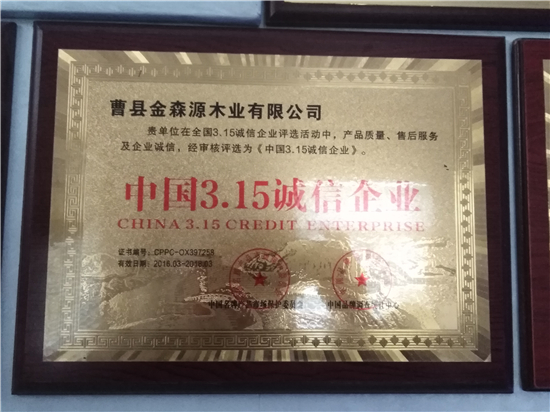 曹县金森源木业有限公司
贵单位在全国3.15诚信企业评选活动中，产品质量、售后服务
及企业诚信，经审核评选为《中国3.15诚信企业》。
中国3.15诚信企业
CHINA 3.15 CREDIT ENTERPRISE
证书编号：CPPC-OX397258
有效日期：2016.03-